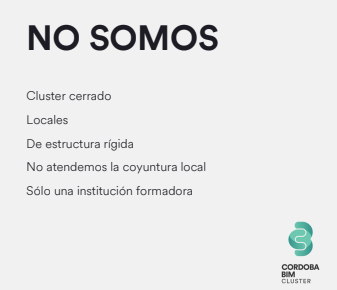 NO SOMOS
Cluster cerrado
Locales
De estructura rígida
No atendemos la coyuntura local
Sólo una institución formadora
CORDOBA
BIM
CLUSTER